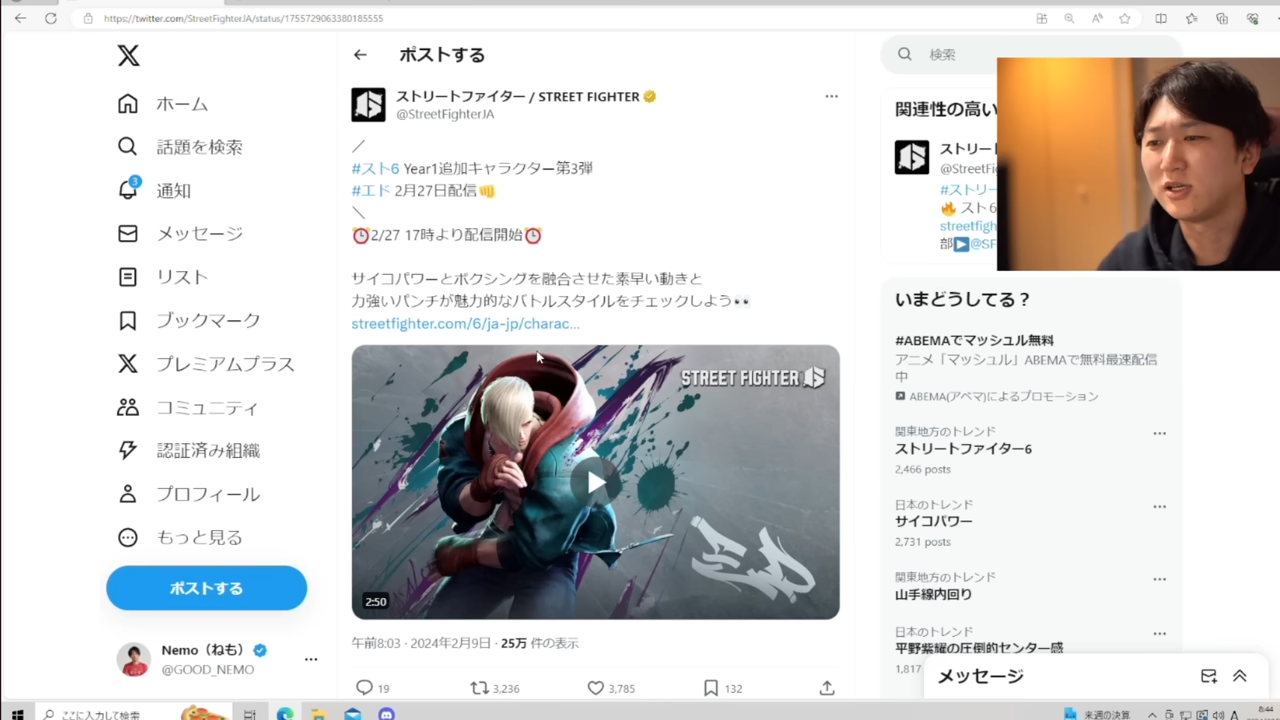 https://twitter.com/StreetFighterJA/status/1755729063380185555
ホーム
話題を検索
3
通知
メッセージ
リスト
ブックマーク
プレミアムプラス
コミュニティ
認証済み組織
プロフィール
もっと見る
ポストする
Nemo（ねも）
@GOOD_NEMO
ポストする
ストリートファイター / STREET FIGHTER
@StreetFighterJA
／
#スト6 Year1追加キャラクター第3弾
#エド 2月27日配信👊
＼
⏰2/27 17時より配信開始⏰
サイコパワーとボクシングを融合させた素早い動きと
力強いパンチが魅力的なバトルスタイルをチェックしよう👀
streetfighter.com/6/ja-jp/charac…
STREET FIGHTER 6
ED
2:50
午前8:03 · 2024年2月9日 · 25万 件の表示
19
3,236
3,785
132
検索
関連性の高い
ストリート
@StreetFi
#ストリー
🔥 スト6
streetfigh
部▶@SF
いまどうしてる？
#ABEMAでマッシュル無料
アニメ「マッシュル」ABEMAで無料最速配信
中
ABEMA(アベマ)によるプロモーション
関東地方のトレンド
ストリートファイター6
2,466 posts
日本のトレンド
サイコパワー
2,731 posts
関東地方のトレンド
山手線内回り
日本のトレンド
平野紫耀の圧倒的センター感
1,817
メッセージ
ここに入力して検索
来週の決算
A
8:44